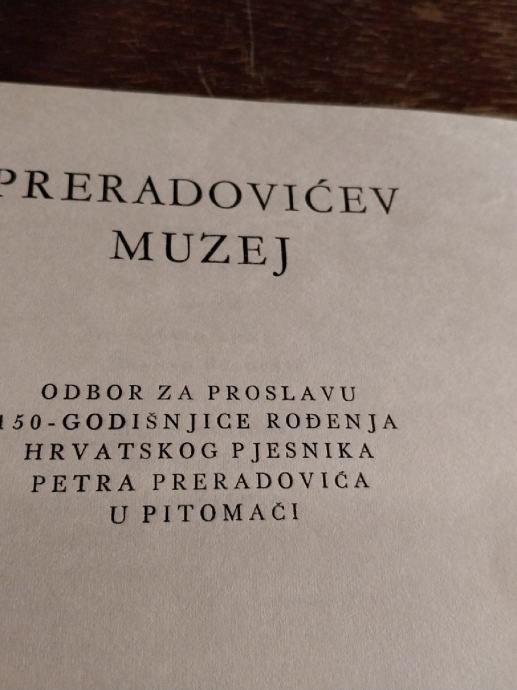 PRERADOVIĆEV
MUZEJ
ODBOR ZA PROSLAVU
150-GODIŠNJICE ROĐENJA
HRVATSKOG PJESNIKA
PETRA PRERADOVIĆA
U PITOMAČI